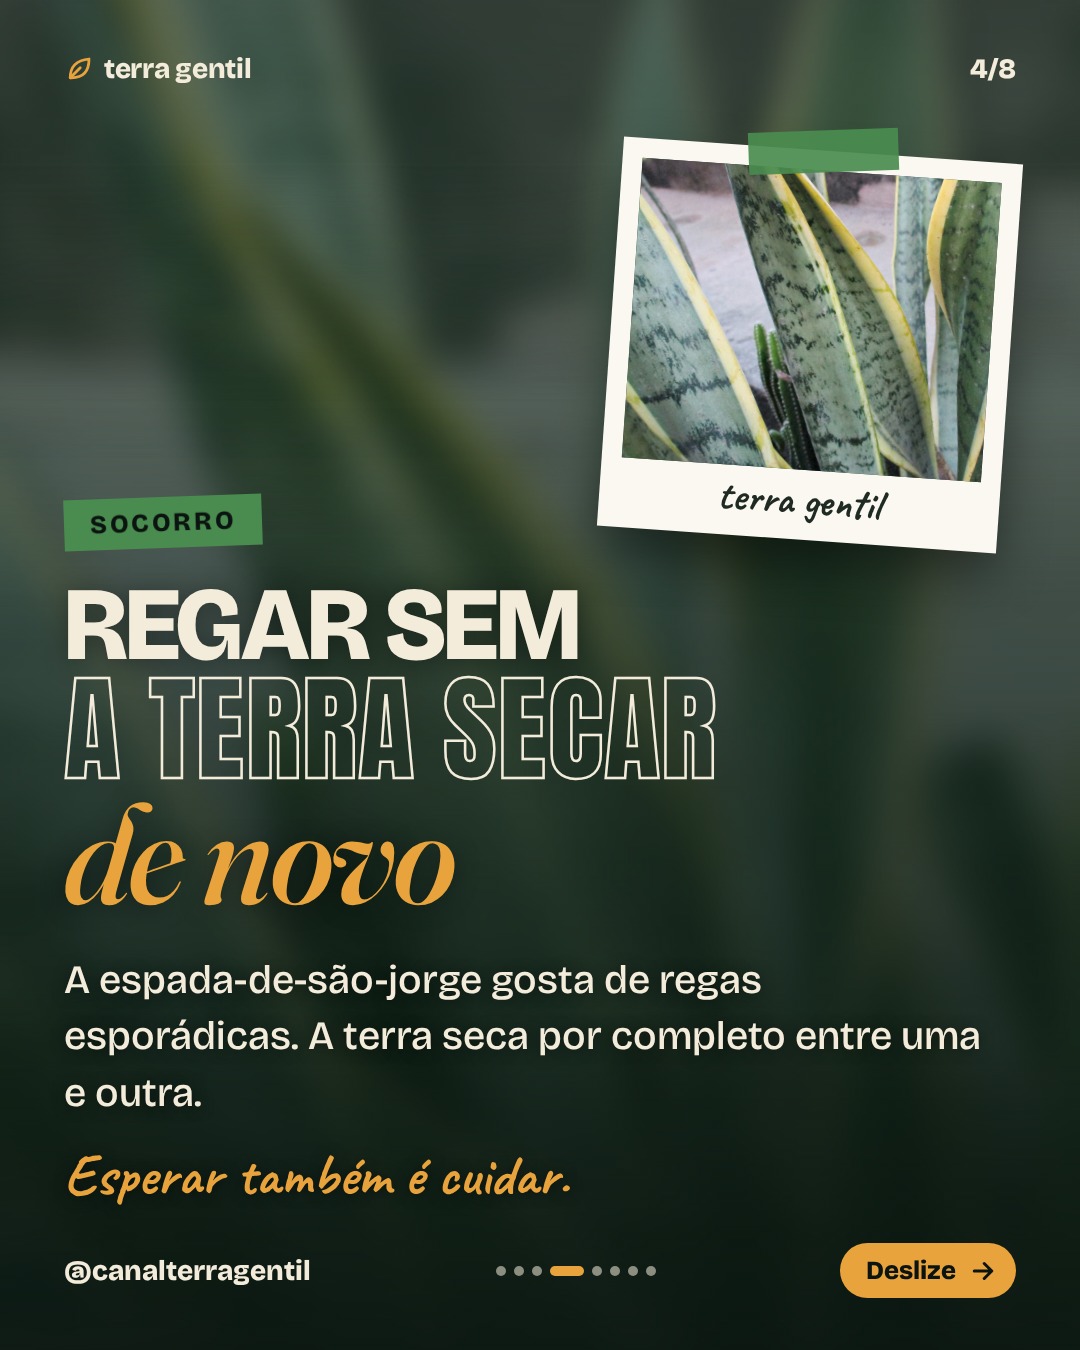 terra gentil
4/8
terra gentil
SOCORRO
REGAR SEM
A TERRA SECAR
de novo
A espada-de-são-jorge gosta de regas
esporádicas. A terra seca por completo entre uma
e outra.
Esperar também é cuidar.
@canalterragentil
Deslize →